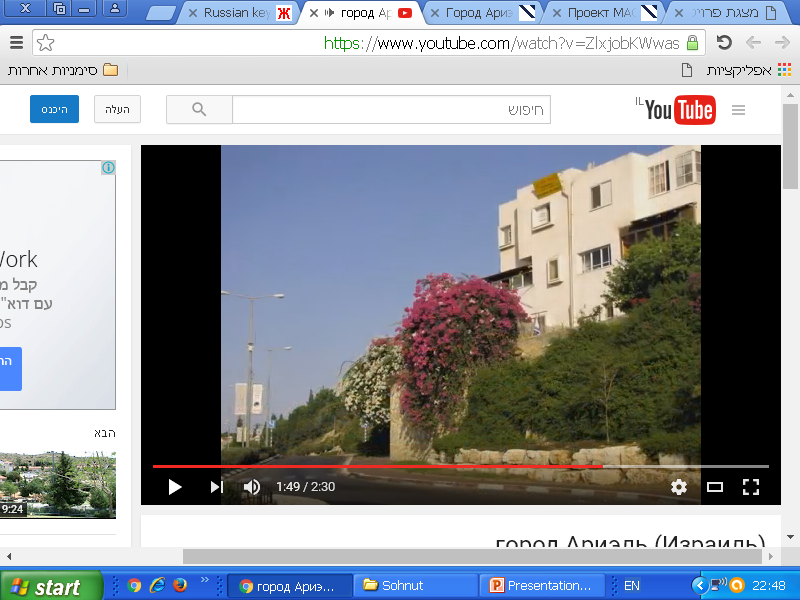 Russian key
город Ар
Город Ариэ
Проект МАС
מצגת פרויי
https://www.youtube.com/watch?v=ZlxjobKWwas
סימניות אחרות
אפליקציות
היכנס
העלה
חיפוש
IL
YouTube
Work
קבל מ
עם דוא"
הבא
9:24
1:49 / 2:30
город Ариэль (Израиль)
start
город Ариэ...
Sohnut
Presentation...
EN
22:48